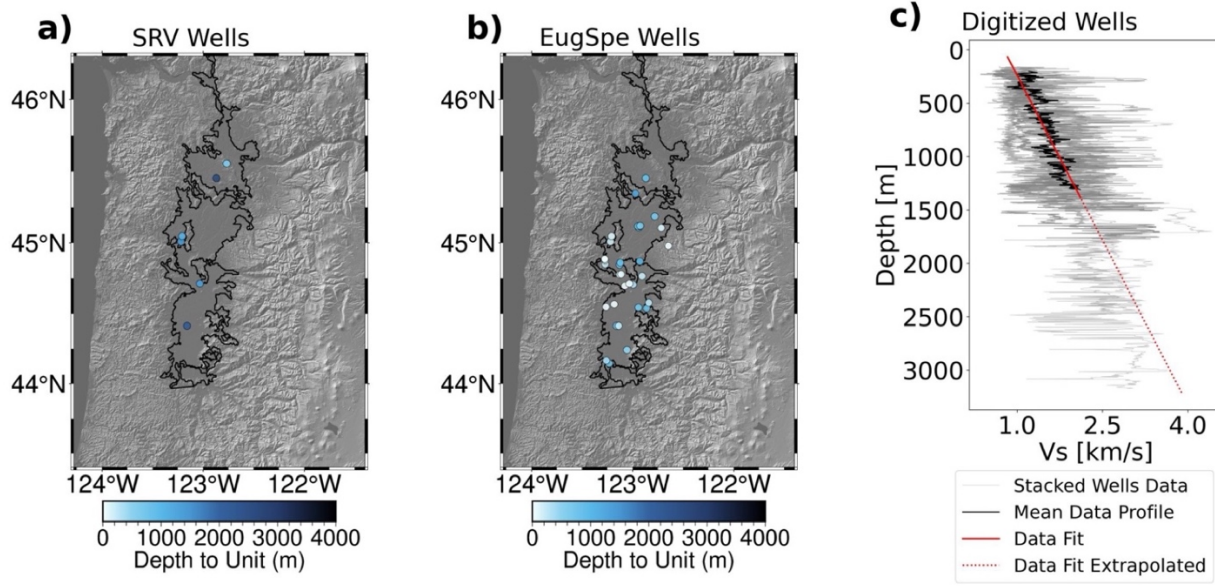 a)
SRV Wells
46°N
45°N
44°N
124°W 123°W 122°W
0 1000 2000 3000 4000
Depth to Unit (m)
b)
EugSpe Wells
46°N
45°N
44°N
124°W 123°W 122°W
0 1000 2000 3000 4000
Depth to Unit (m)
c)
Digitized Wells
0
500
1000
1500
2000
2500
3000
Depth [m]
1.0 2.5 4.0
Vs [km/s]
Stacked Wells Data
Mean Data Profile
Data Fit
Data Fit Extrapolated